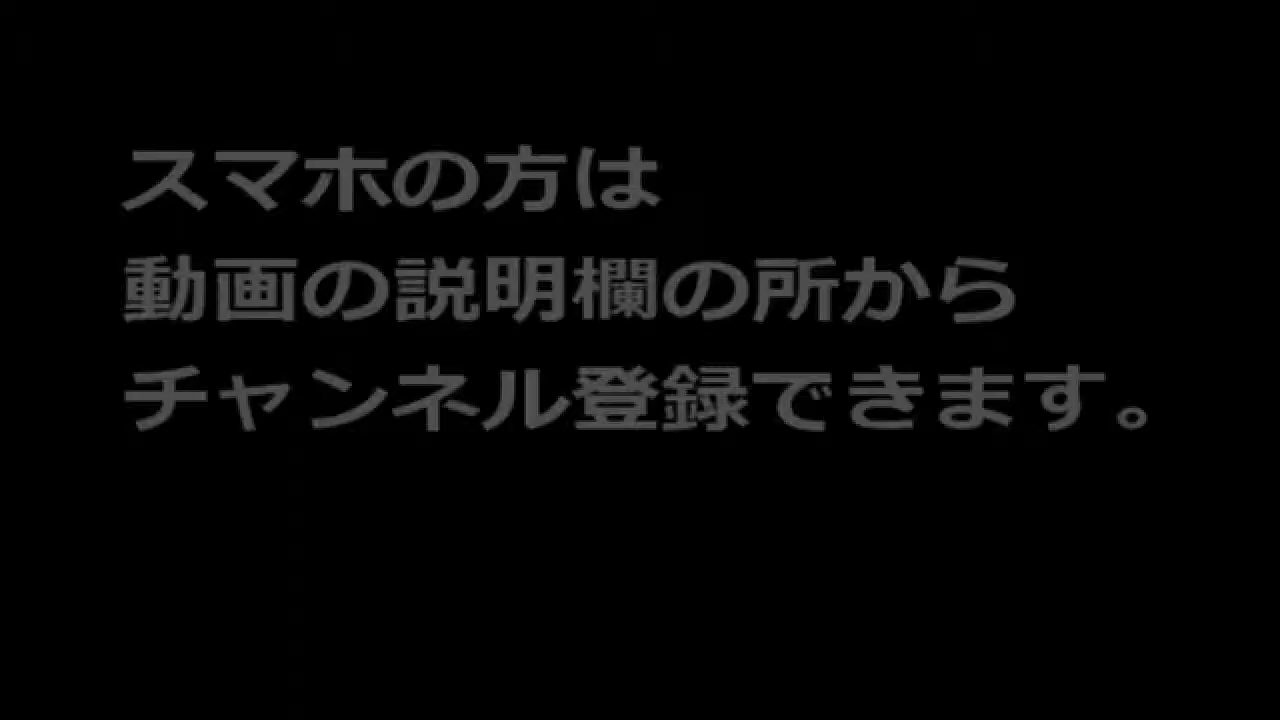 スマホの方は
動画の説明欄の所から
チャンネル登録できます。